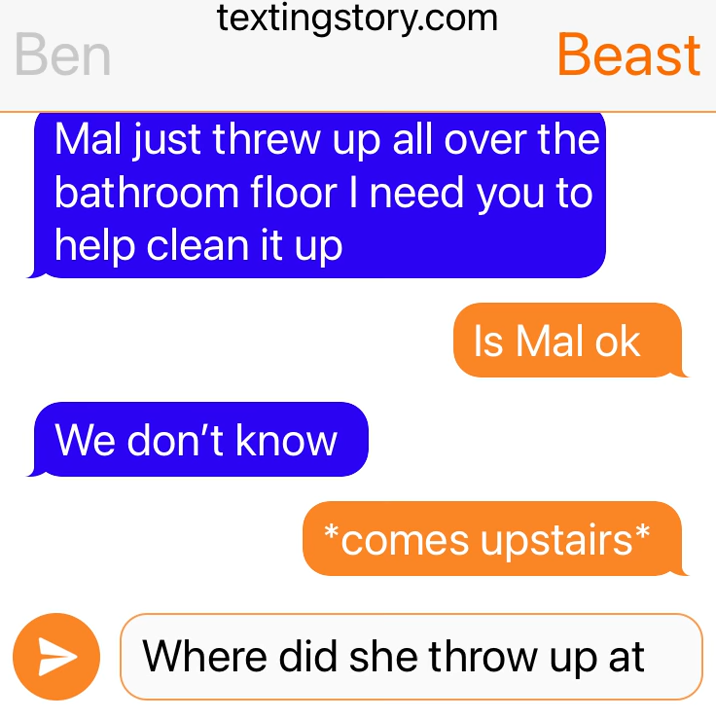 textingstory.com
Ben
Beast
Mal just threw up all over the
bathroom floor I need you to
help clean it up
Is Mal ok
We don’t know
*comes upstairs*
Where did she throw up at